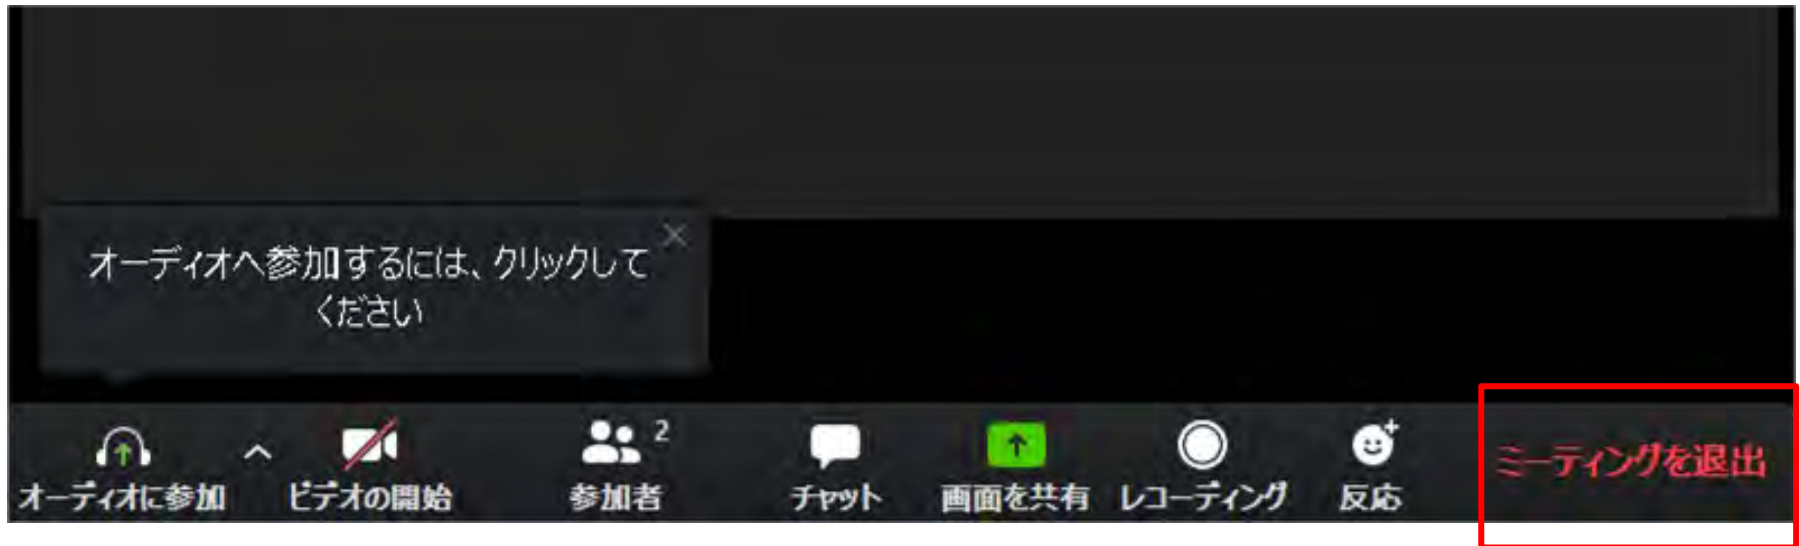 オーディオへ参加するには、クリックして
ください
2
オーディオに参加
ビデオの開始
参加者
チャット
画面を共有
レコーディング
反応
ミーティングを退出